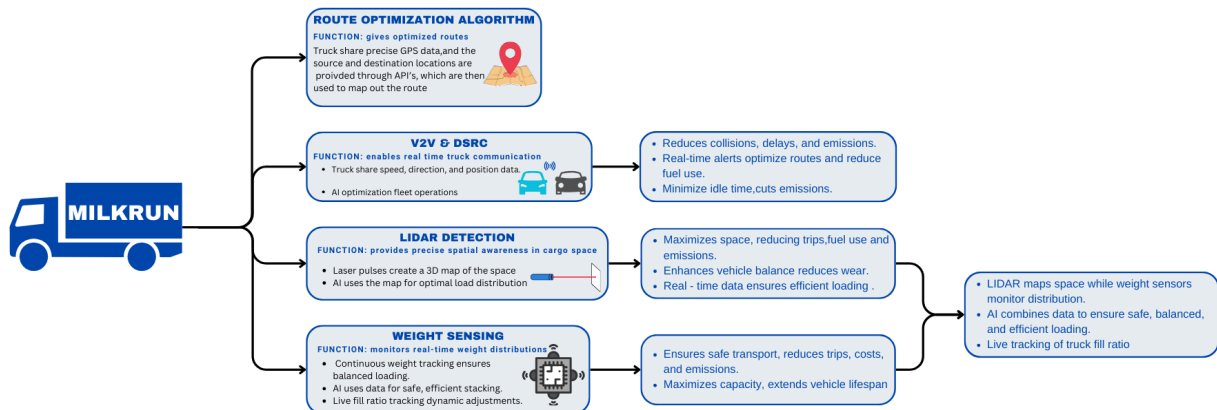 MILKRUN
ROUTE OPTIMIZATION ALGORITHM
FUNCTION: gives optimized routes
Truck share precise GPS data,and the
source and destination locations are
proivded through API's, which are then
used to map out the route
V2V & DSRC
FUNCTION: enables real time truck communication
• Truck share speed, direction, and position data.
• AI optimization fleet operations
• Reduces collisions, delays, and emissions.
• Real-time alerts optimize routes and reduce
fuel use.
• Minimize idle time,cuts emissions.
LIDAR DETECTION
FUNCTION: provides precise spatial awareness in cargo space
• Laser pulses create a 3D map of the space
• AI uses the map for optimal load distribution
• Maximizes space, reducing trips,fuel use and
emissions.
• Enhances vehicle balance reduces wear.
• Real - time data ensures efficient loading .
WEIGHT SENSING
FUNCTION: monitors real-time weight distributions
• Continuous weight tracking ensures
balanced loading.
• AI uses data for safe, efficient stacking.
• Live fill ratio tracking dynamic adjustments.
• Ensures safe transport, reduces trips, costs,
and emissions.
• Maximizes capacity, extends vehicle lifespan
• LIDAR maps space while weight sensors
monitor distribution.
• AI combines data to ensure safe, balanced,
and efficient loading.
• Live tracking of truck fill ratio